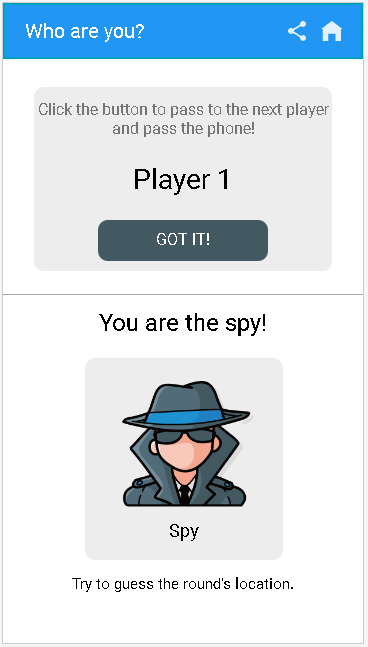 Who are you?
Click the button to pass to the next player
and pass the phone!
Player 1
GOT IT!
You are the spy!
Spy
Try to guess the round's location.